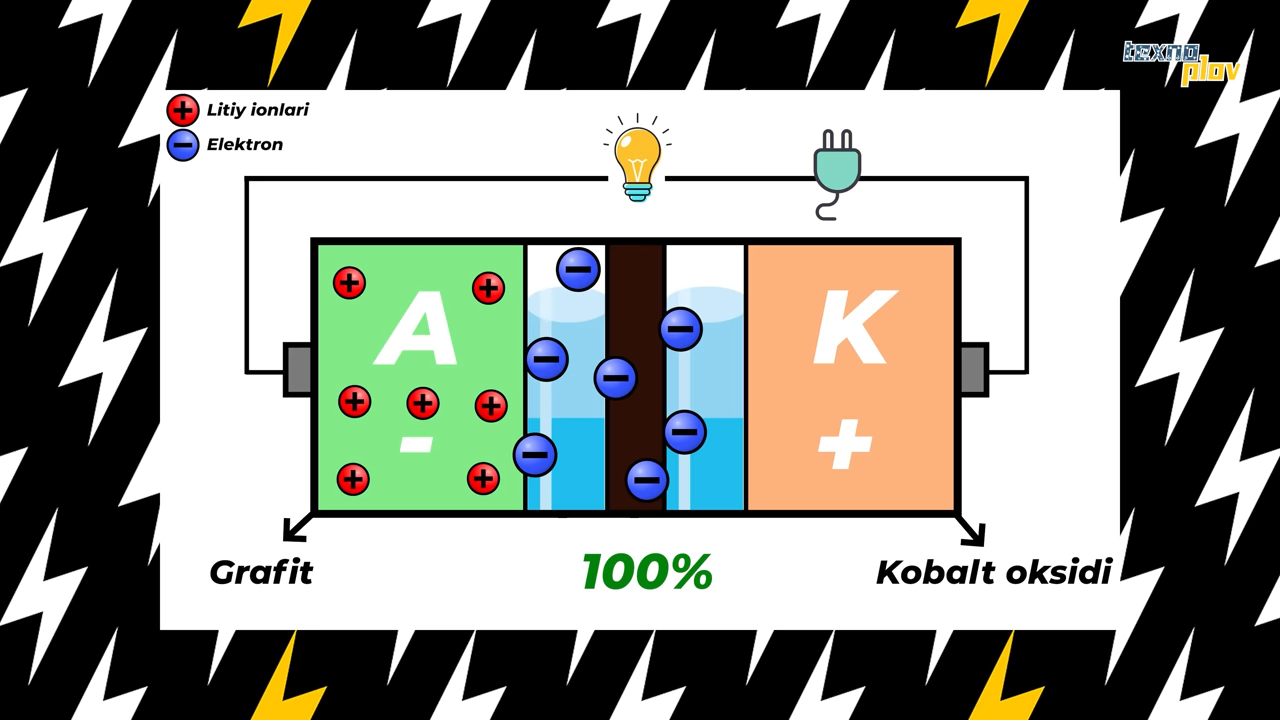 texno
plov
Litiy ionlari
Elektron
A
-
K
+
Grafit
100%
Kobalt oksidi